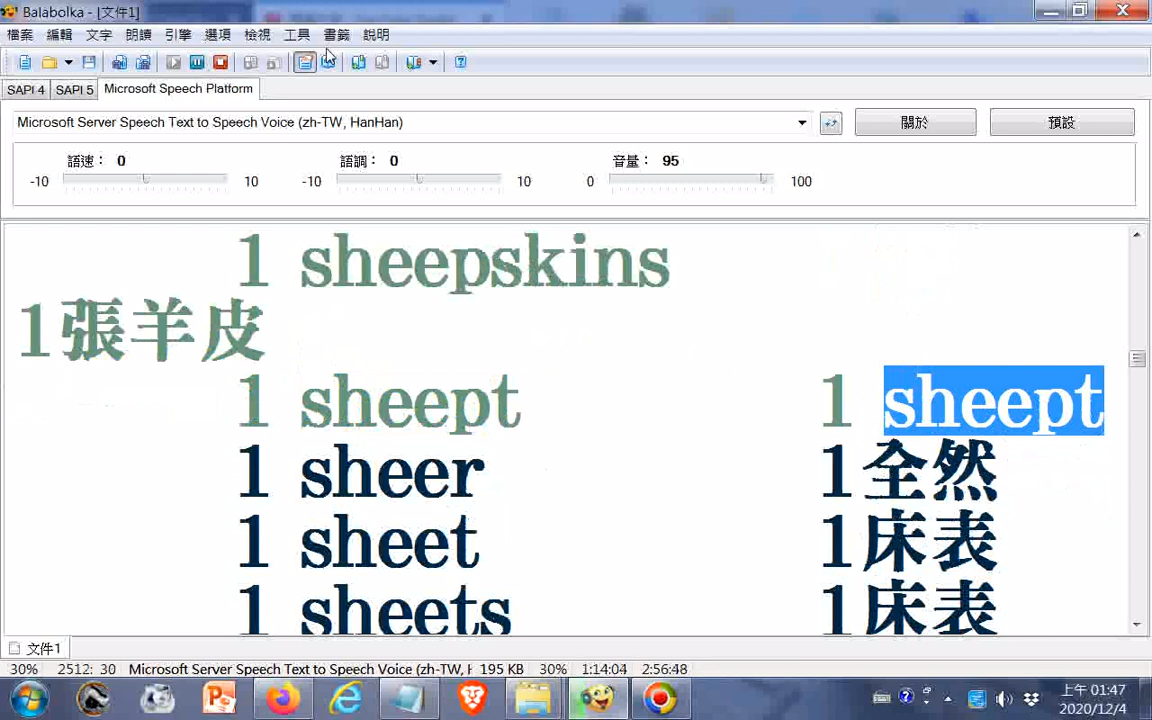 Balabolka - [文件1]
檔案 編輯 文字 朗讀 引擎 選項 檢視 工具 書籤 說明
SAPI 4 SAPI 5 Microsoft Speech Platform
Microsoft Server Speech Text to Speech Voice (zh-TW, HanHan) 關於 預設
語速： 0 語調： 0 音量： 95
-10 10 -10 10 0 100
1 sheepskins
1張羊皮
1 sheept 1 sheept
1 sheer 1全然
1 sheet 1床表
1 sheets 1床表
文件1
30% 2512: 30 Microsoft Server Speech Text to Speech Voice (zh-TW, H 195 KB 30% 1:14:04 2:56:48
上午 01:47
2020/12/4